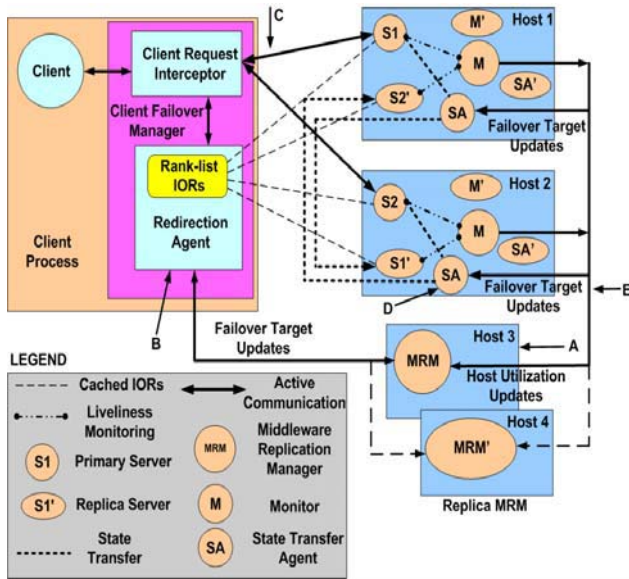 C
Client
Client Request
Interceptor
Client Failover
Manager
Rank-list
IORs
Redirection
Agent
Client
Process
B
Host 1
S1
M'
M
SA'
S2'
SA
Failover Target
Updates
Host 2
S2
M'
M
SA'
S1'
SA
D
Failover Target
Updates
E
Failover Target
Updates
Host 3
A
MRM
Host Utilization
Updates
Host 4
MRM'
Replica MRM
LEGEND
Cached IORs
Active
Communication
Liveliness
Monitoring
S1
Primary Server
MRM
Middleware
Replication
Manager
S1'
Replica Server
M
Monitor
State
Transfer
SA
State Transfer
Agent